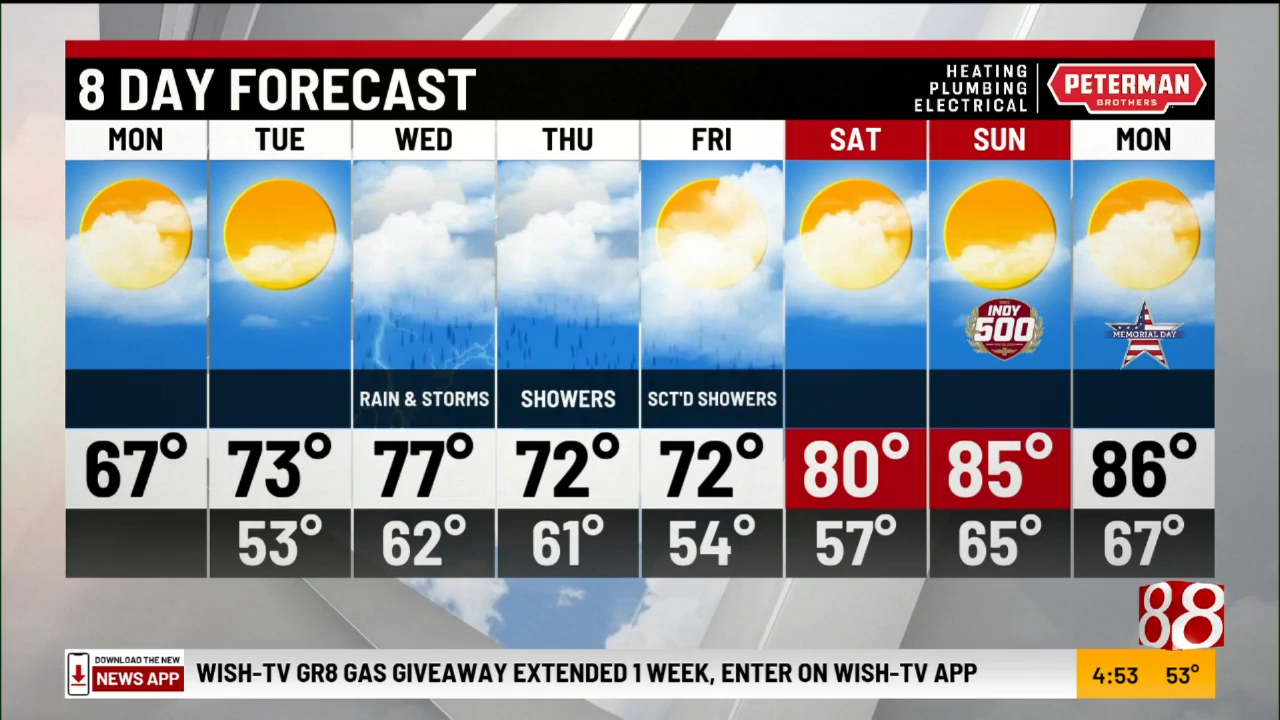 8 DAY FORECAST
HEATING
PLUMBING
ELECTRICAL
PETERMAN
BROTHERS
MON TUE WED THU FRI SAT SUN MON
INDY
500
MEMORIAL DAY
RAIN & STORMS SHOWERS SCT'D SHOWERS
67° 73° 77° 72° 72° 80° 85° 86°
53° 62° 61° 54° 57° 65° 67°
88
DOWNLOAD THE NEW
NEWS APP
WISH-TV GR8 GAS GIVEAWAY EXTENDED 1 WEEK, ENTER ON WISH-TV APP
4:53 53°